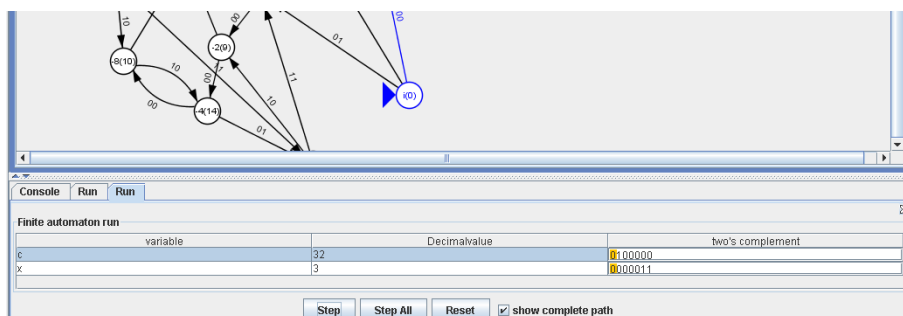 10
00
00
01
-2(9)
-8(10)
10
11
00
11
i(0)
00
10
-4(14)
01
Console Run Run
Finite automaton run
variable Decimalvalue two's complement
c 32 0100000
x 3 0000011
Step Step All Reset show complete path